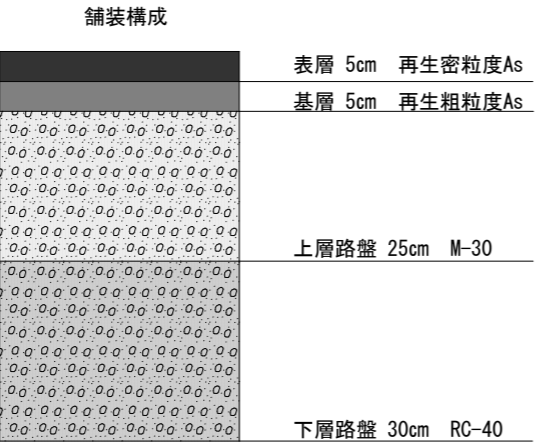 舗装構成
表層 5cm 再生密粒度As
基層 5cm 再生粗粒度As
上層路盤 25cm M-30
下層路盤 30cm RC-40